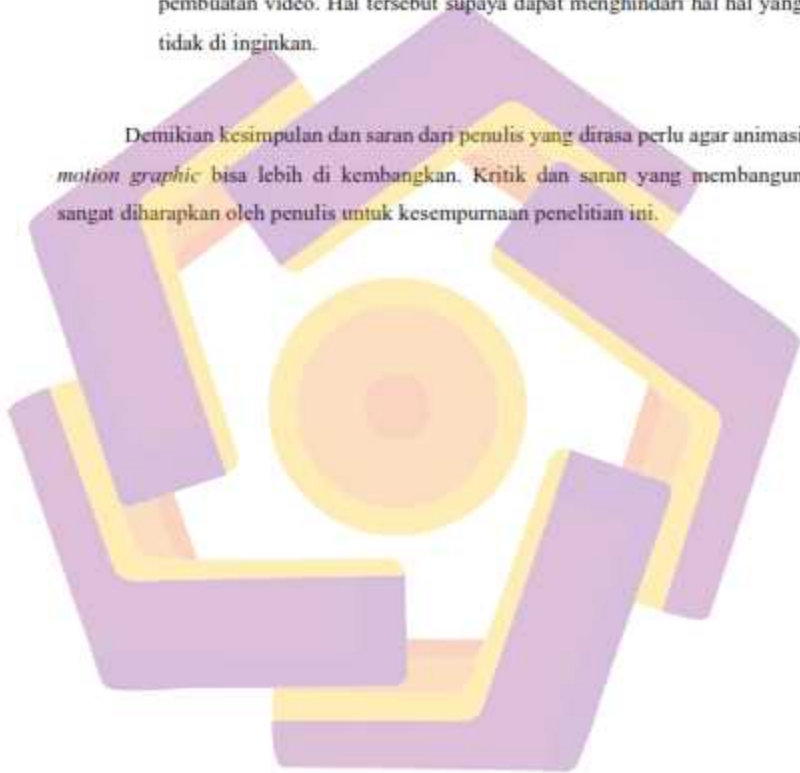 pembuatan video. Hal tersebut supaya dapat menghindari hal hal yang
tidak di inginkan.
Demikian kesimpulan dan saran dari penulis yang dirasa perlu agar animasi
motion graphic bisa lebih di kembangkan. Kritik dan saran yang membangun
sangat diharapkan oleh penulis untuk kesempurnaan penelitian ini.